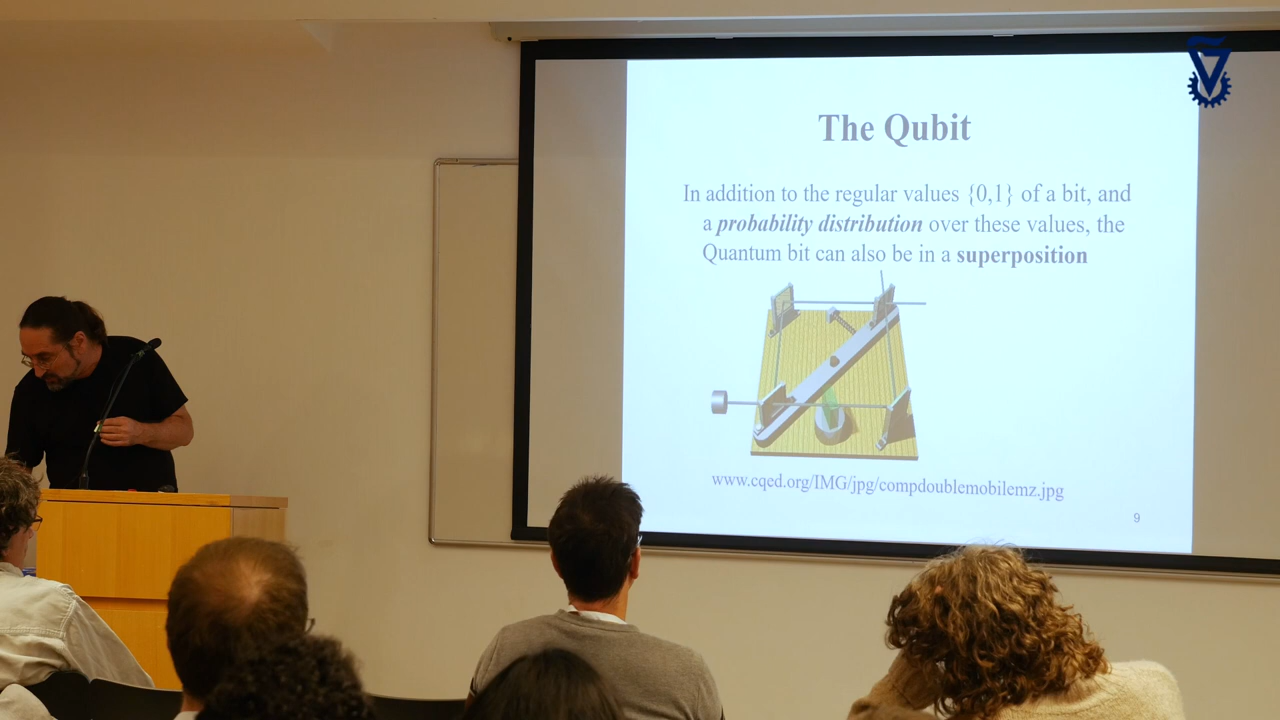 The Qubit
In addition to the regular values {0,1} of a bit, and
a probability distribution over these values, the
Quantum bit can also be in a superposition
www.cqed.org/IMG/jpg/compdoublemobilemz.jpg
9